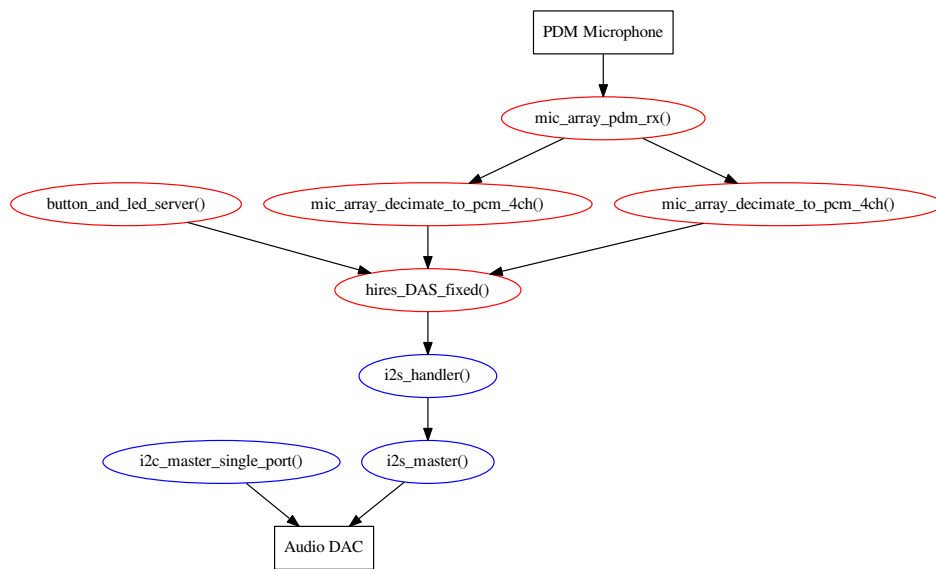 PDM Microphone
mic_array_pdm_rx()
button_and_led_server()
mic_array_decimate_to_pcm_4ch()
mic_array_decimate_to_pcm_4ch()
hires_DAS_fixed()
i2s_handler()
i2c_master_single_port()
i2s_master()
Audio DAC